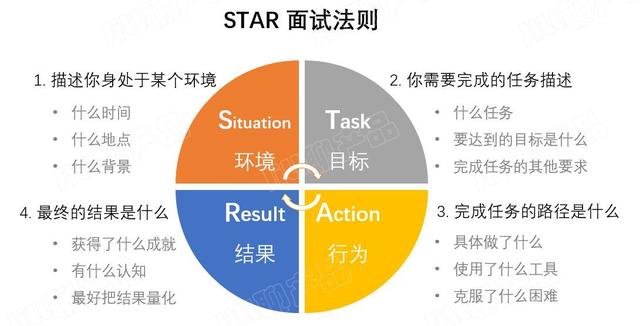 STAR 面试法则
1. 描述你身处于某个环境
• 什么时间
• 什么地点
• 什么背景
Situation
环境
Task
目标
2. 你需要完成的任务描述
• 什么任务
• 要达到的目标是什么
• 完成任务的其他要求
4. 最终的结果是什么
• 获得了什么成就
• 有什么认知
• 最好把结果量化
Result
结果
Action
行为
3. 完成任务的路径是什么
• 具体做了什么
• 使用了什么工具
• 克服了什么困难